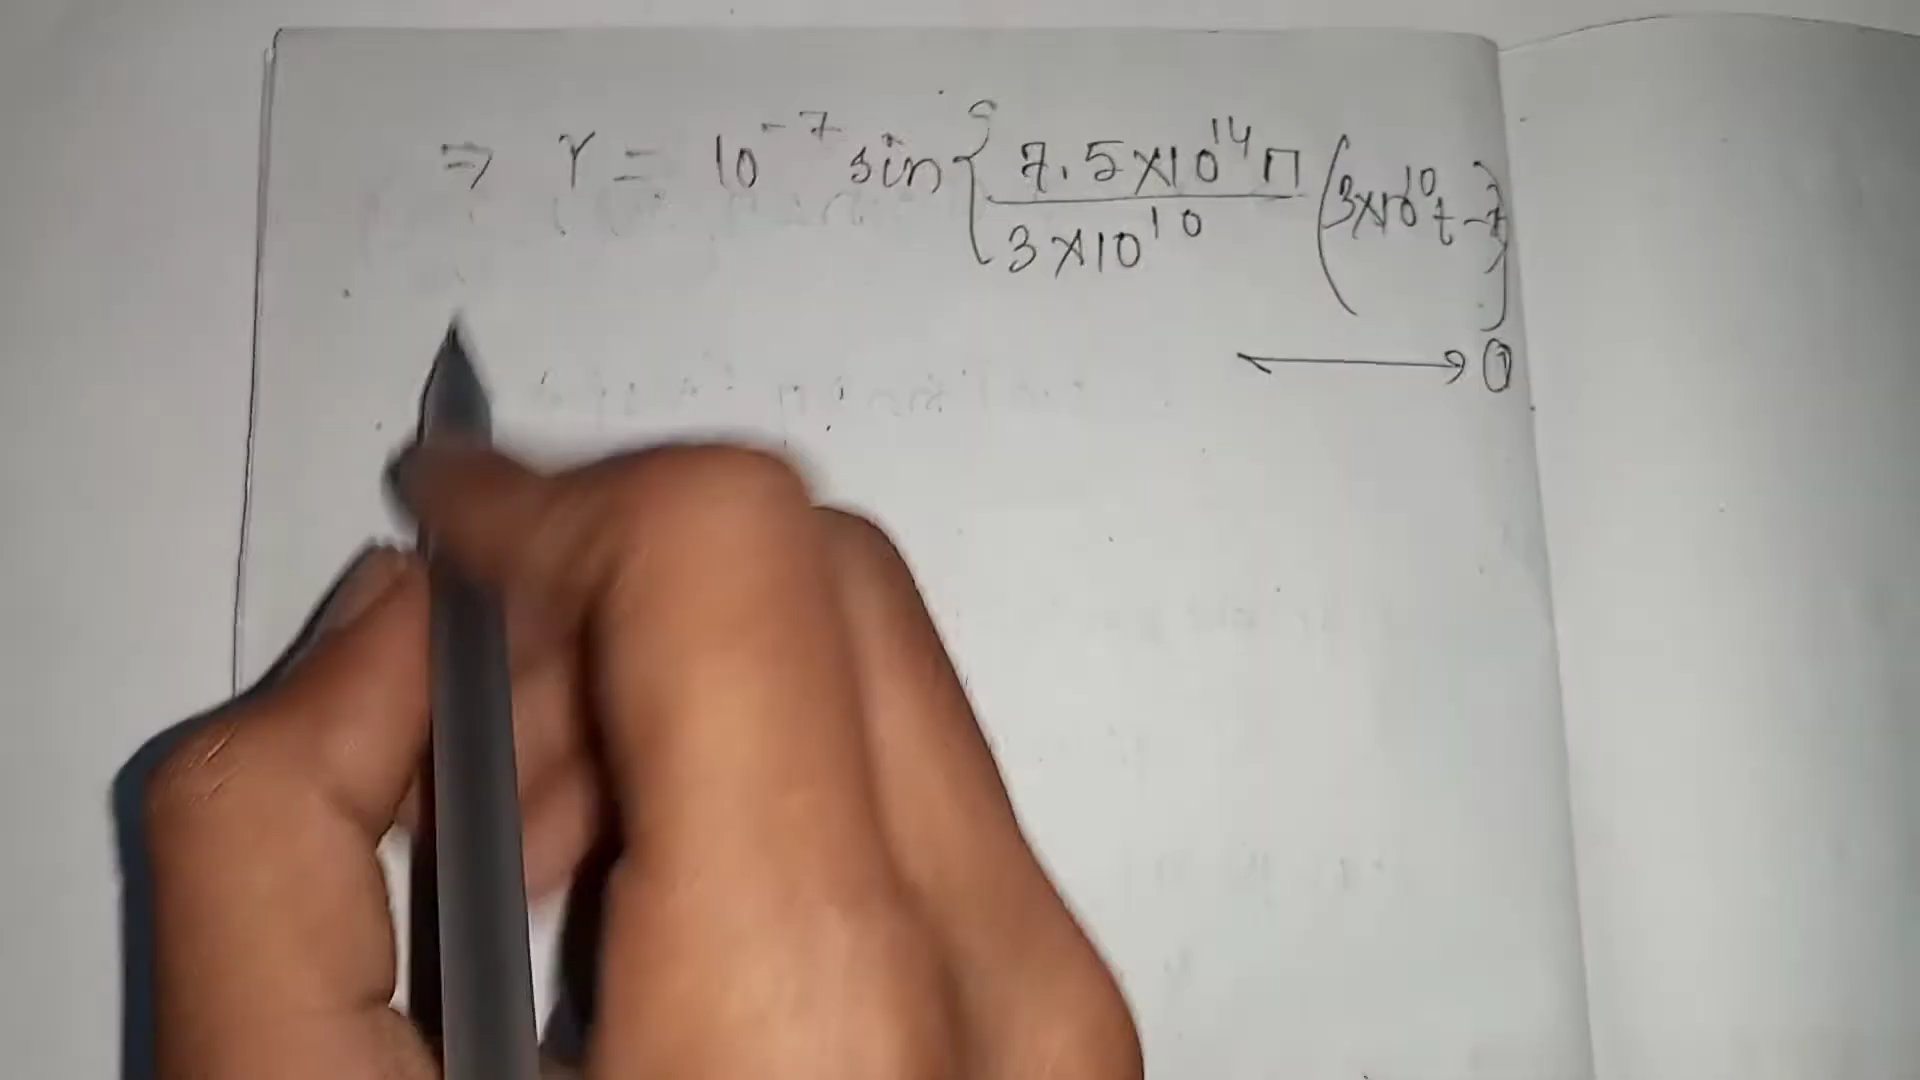 ⇒ Y = 10⁻⁷ sin { 7.5×10¹⁴π / 3×10¹⁰ (3×10¹⁰t -
⟵⟶ ①